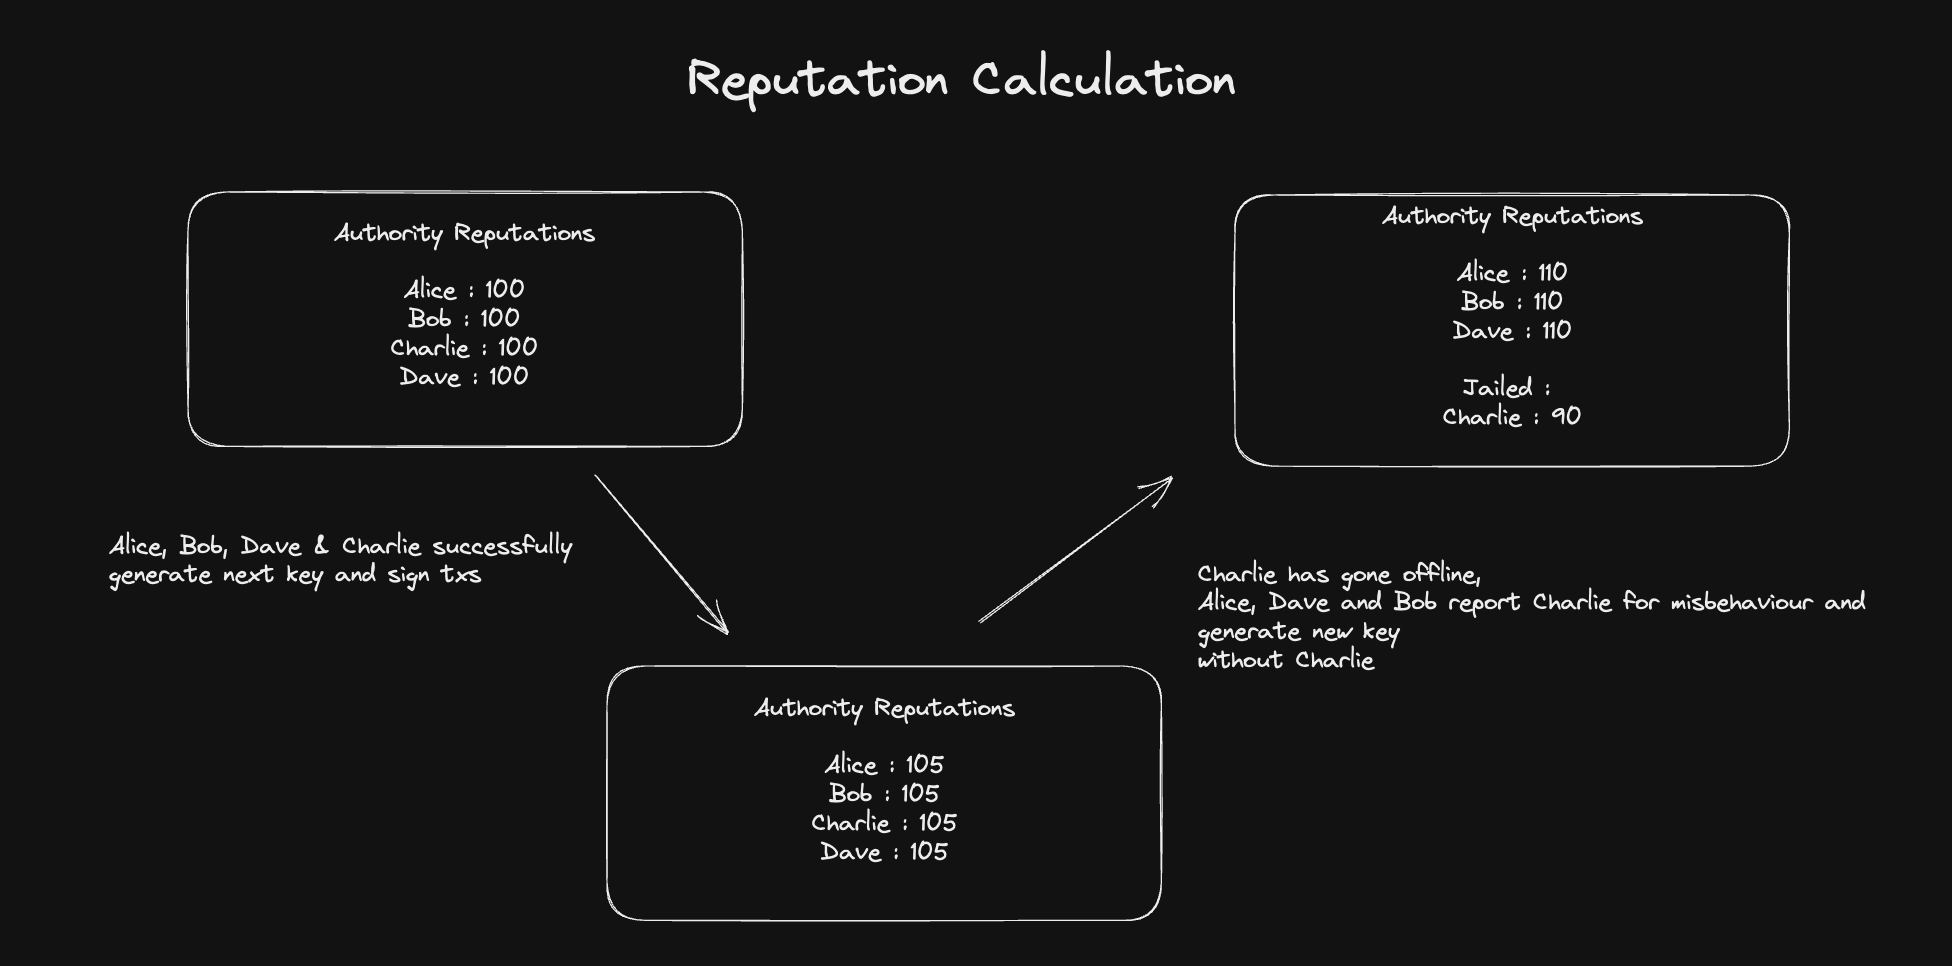 Reputation Calculation
Authority Reputations
Alice : 100
Bob : 100
Charlie : 100
Dave : 100
Alice, Bob, Dave & Charlie successfully
generate next key and sign txs
Authority Reputations
Alice : 105
Bob : 105
Charlie : 105
Dave : 105
Charlie has gone offline,
Alice, Dave and Bob report Charlie for misbehaviour and
generate new key
without Charlie
Authority Reputations
Alice : 110
Bob : 110
Dave : 110
Jailed :
Charlie : 90